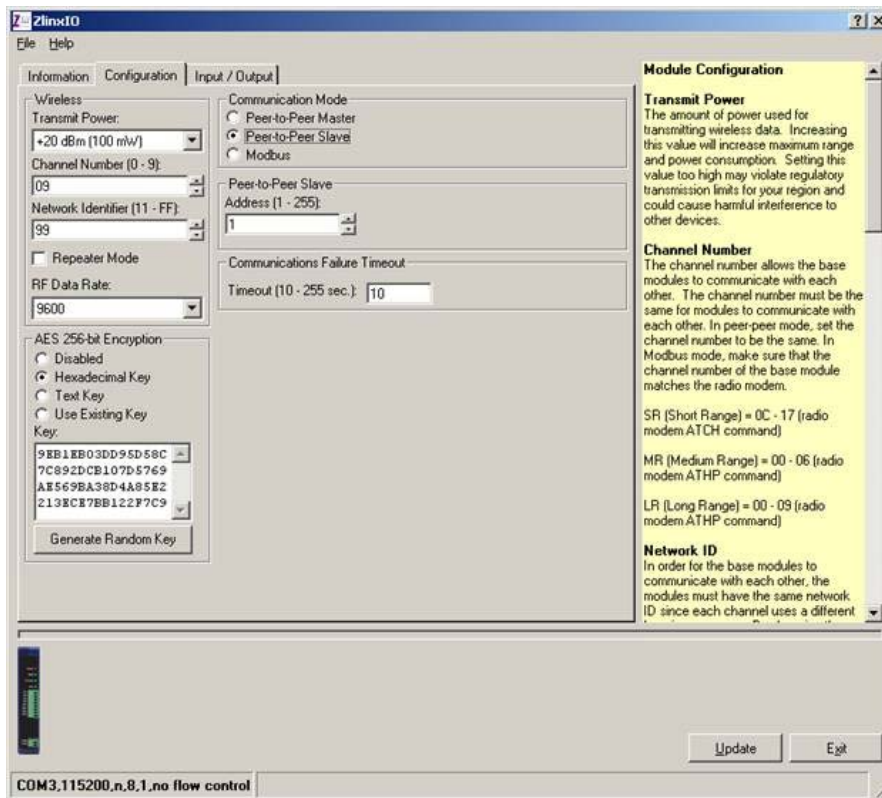 ZlinxIO
File Help
Information Configuration Input / Output
Wireless
Transmit Power:
+20 dBm (100 mW)
Channel Number (0 - 9):
09
Network Identifier (11 - FF):
99
Repeater Mode
RF Data Rate:
9600
AES 256-bit Encryption
Disabled
Hexadecimal Key
Text Key
Use Existing Key
Key:
9EB1EB03DD95D58C
7C892DCB107D5769
AE569BA38D4A85E2
213ECE7BB122F7C9
Generate Random Key
Communication Mode
Peer-to-Peer Master
Peer-to-Peer Slave
Modbus
Peer-to-Peer Slave
Address (1 - 255):
1
Communications Failure Timeout
Timeout (10 - 255 sec.): 10
Module Configuration
Transmit Power
The amount of power used for
transmitting wireless data. Increasing
this value will increase maximum range
and power consumption. Setting this
value too high may violate regulatory
transmission limits for your region and
could cause harmful interference to
other devices.
Channel Number
The channel number allows the base
modules to communicate with each
other. The channel number must be the
same for modules to communicate with
each other. In peer-peer mode, set the
channel number to be the same. In
Modbus mode, make sure that the
channel number of the base module
matches the radio modem.
SR (Short Range) = 0C - 17 (radio
modem ATCH command)
MR (Medium Range) = 00 - 06 (radio
modem ATHP command)
LR (Long Range) = 00 - 09 (radio
modem ATHP command)
Network ID
In order for the base modules to
communicate with each other, the
modules must have the same network
ID since each channel uses a different
Update Exit
COM3,115200,n,8,1,no flow control